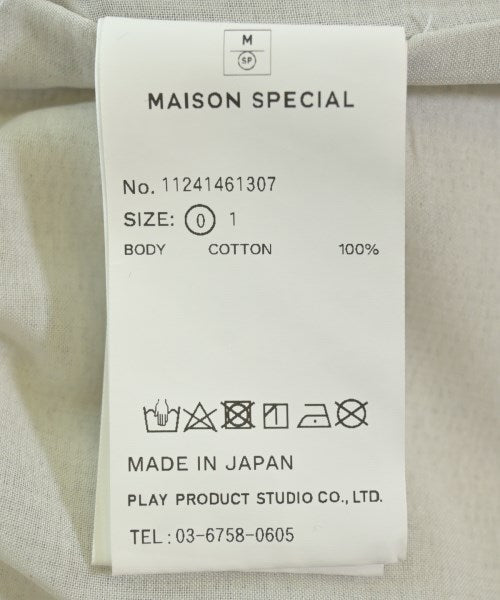 M
SP
MAISON SPECIAL
No. 11241461307
SIZE: 0 1
BODY COTTON 100%
MADE IN JAPAN
PLAY PRODUCT STUDIO CO., LTD.
TEL : 03-6758-0605